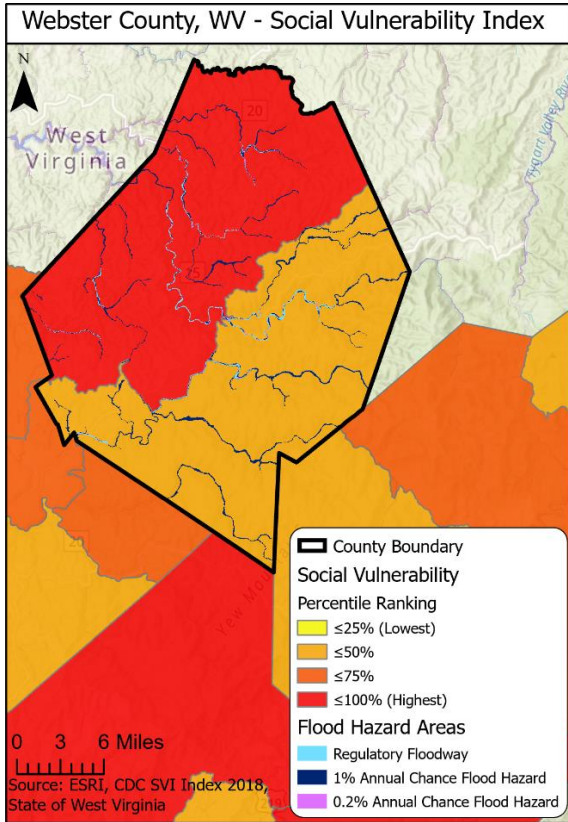 Webster County, WV - Social Vulnerability Index
N
20
West
Virginia
Tygart Valley River
25
Yew Mount
County Boundary
Social Vulnerability
Percentile Ranking
≤25% (Lowest)
≤50%
≤75%
≤100% (Highest)
Flood Hazard Areas
Regulatory Floodway
1% Annual Chance Flood Hazard
0.2% Annual Chance Flood Hazard
0 3 6 Miles
Source: ESRI, CDC SVI Index 2018,
State of West Virginia